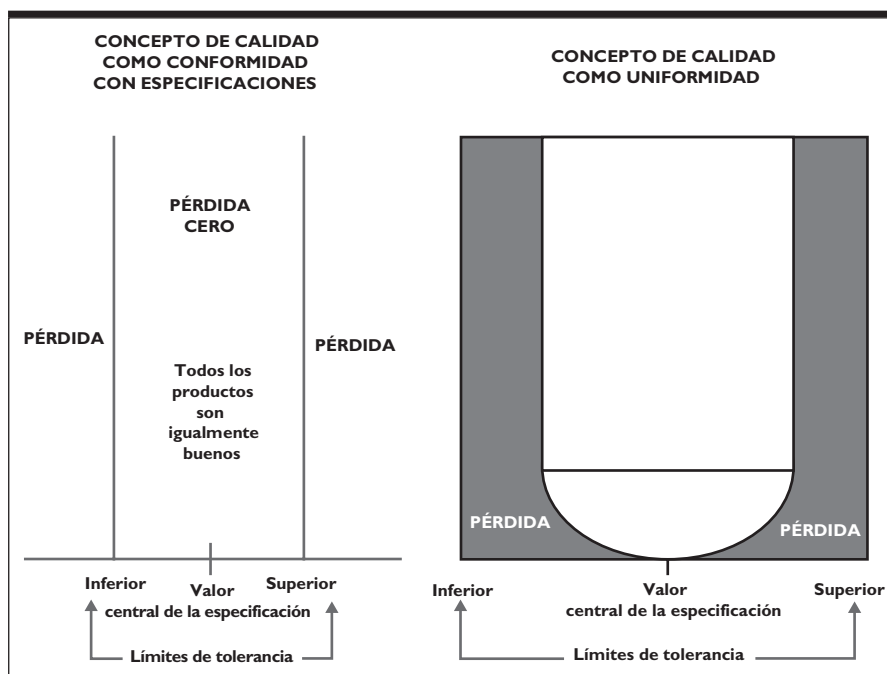 CONCEPTO DE CALIDAD
COMO CONFORMIDAD
CON ESPECIFICACIONES
PÉRDIDA
CERO
PÉRDIDA
PÉRDIDA
Todos los
productos
son
igualmente
buenos
Inferior
Valor
central de la especificación
Superior
Límites de tolerancia
CONCEPTO DE CALIDAD
COMO UNIFORMIDAD
PÉRDIDA
PÉRDIDA
Inferior
Valor
central de la especificación
Superior
Límites de tolerancia